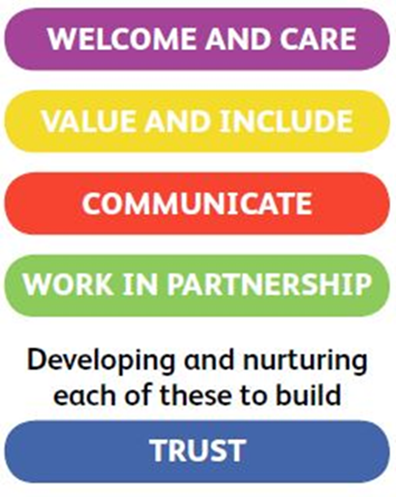 WELCOME AND CARE
VALUE AND INCLUDE
COMMUNICATE
WORK IN PARTNERSHIP
Developing and nurturing
each of these to build
TRUST